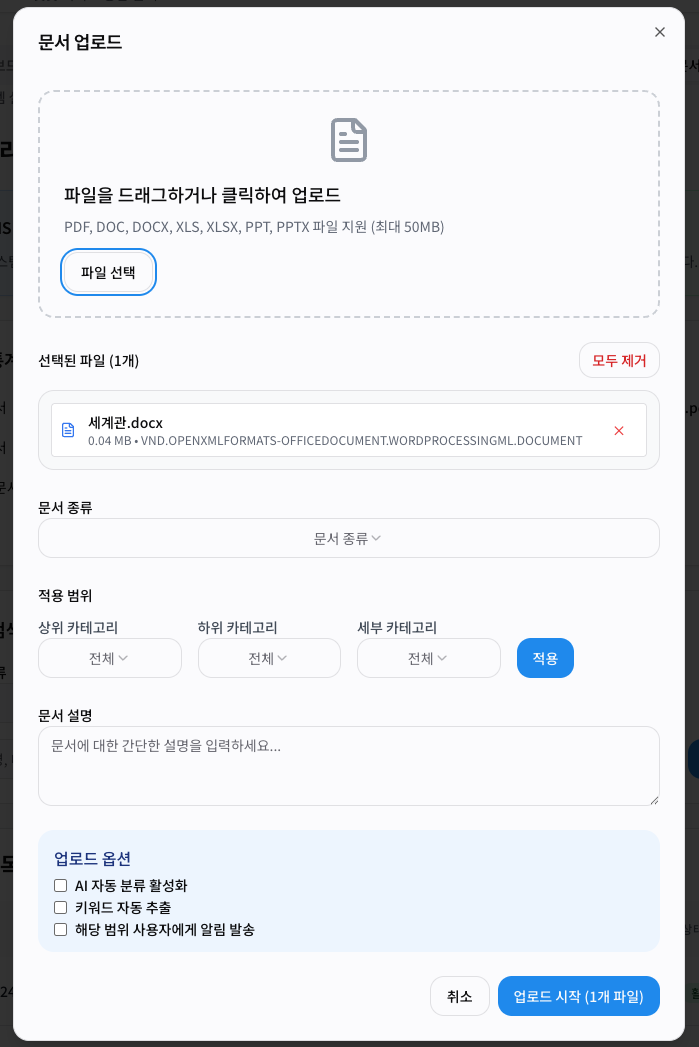 문서 업로드
파일을 드래그하거나 클릭하여 업로드
PDF, DOC, DOCX, XLS, XLSX, PPT, PPTX 파일 지원 (최대 50MB)
파일 선택
선택된 파일 (1개)
모두 제거
세계관.docx
0.04 MB • VND.OPENXMLFORMATS-OFFICEDOCUMENT.WORDPROCESSINGML.DOCUMENT
문서 종류
문서 종류
적용 범위
상위 카테고리 하위 카테고리 세부 카테고리
전체 전체 전체 적용
문서 설명
문서에 대한 간단한 설명을 입력하세요...
업로드 옵션
AI 자동 분류 활성화
키워드 자동 추출
해당 범위 사용자에게 알림 발송
취소 업로드 시작 (1개 파일)